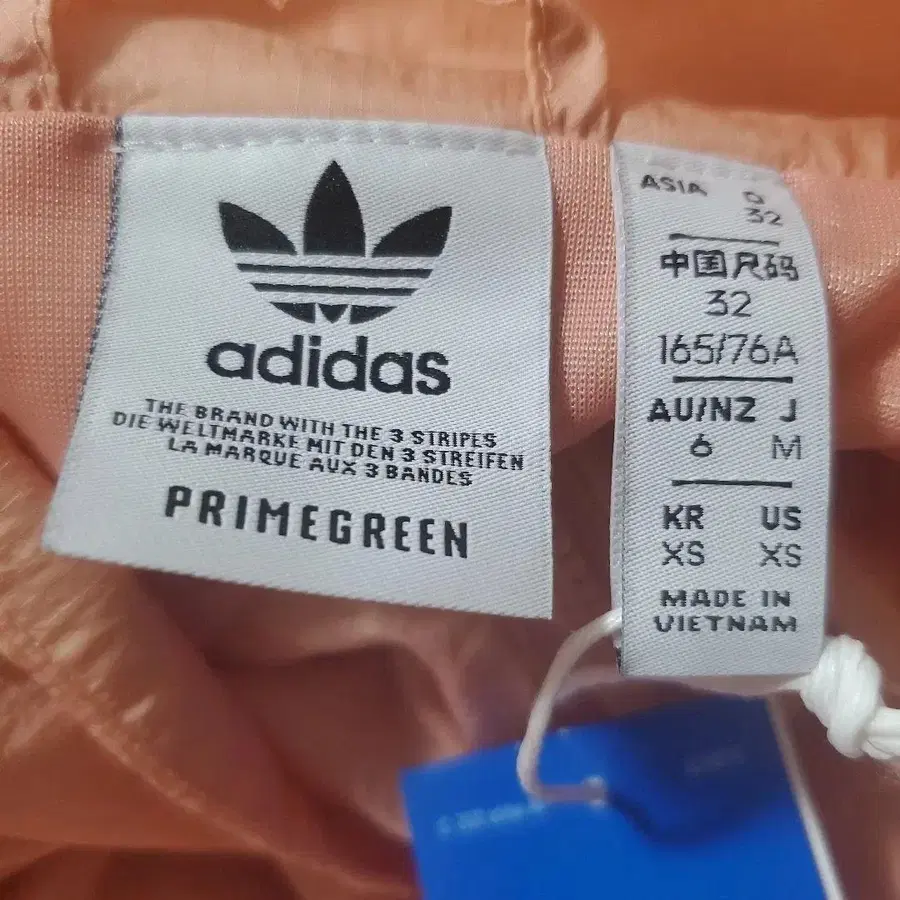 adidas
THE BRAND WITH THE 3 STRIPES
DIE WELTMARKE MIT DEN 3 STREIFEN
LA MARQUE AUX 3 BANDES
PRIMEGREEN
ASIA D
32
中国尺码
32
165/76A
AU/NZ J
6 M
KR US
XS XS
MADE IN
VIETNAM